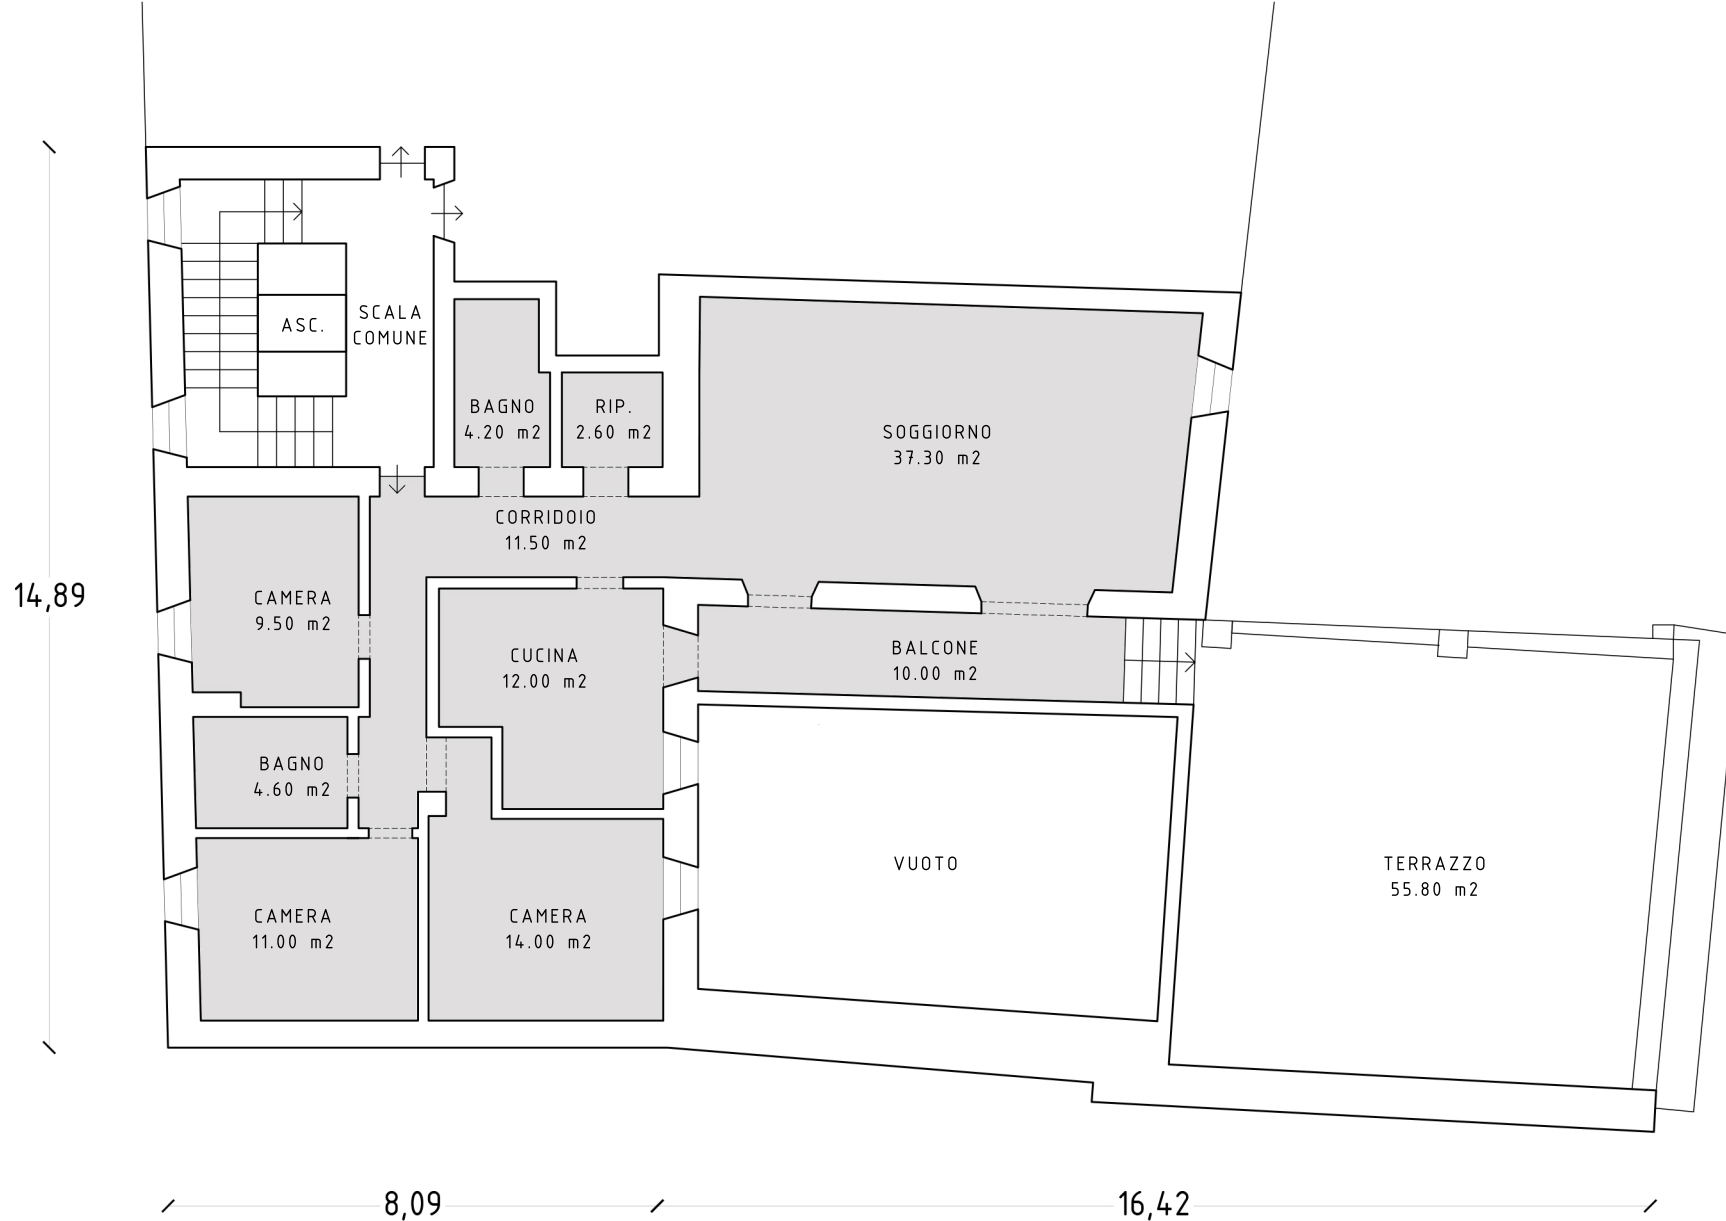 ASC.
SCALA
COMUNE
BAGNO
4.20 m2
RIP.
2.60 m2
SOGGIORNO
37.30 m2
CORRIDOIO
11.50 m2
14,89
CAMERA
9.50 m2
CUCINA
12.00 m2
BALCONE
10.00 m2
BAGNO
4.60 m2
VUOTO
TERRAZZO
55.80 m2
CAMERA
11.00 m2
CAMERA
14.00 m2
8,09
16,42